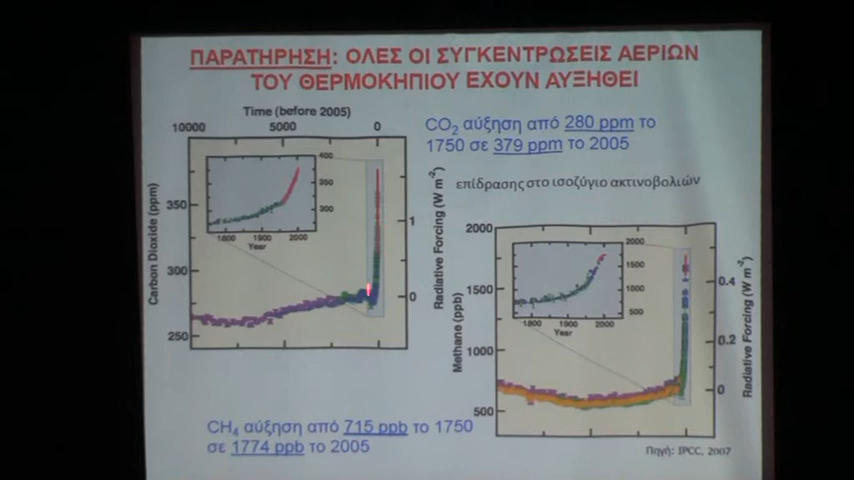 ΠΑΡΑΤΗΡΗΣΗ: ΟΛΕΣ ΟΙ ΣΥΓΚΕΝΤΡΩΣΕΙΣ ΑΕΡΙΩΝ
ΤΟΥ ΘΕΡΜΟΚΗΠΙΟΥ ΕΧΟΥΝ ΑΥΞΗΘΕΙ
Time (before 2005)
10000 5000 0
CO₂ αύξηση από 280 ppm το
1750 σε 379 ppm το 2005
επίδρασης στο ισοζύγιο ακτινοβολιών
Carbon Dioxide (ppm)
350
300
250
400
350
300
1800 1900 2000
Year
1
0
Radiative Forcing (W m⁻²)
Methane (ppb)
2000
1500
1000
500
2000
1500
1000
500
1800 1900 2000
Year
0.4
0.2
0
Radiative Forcing (W m⁻²)
CH₄ αύξηση από 715 ppb το 1750
σε 1774 ppb το 2005
Πηγή: IPCC, 2007